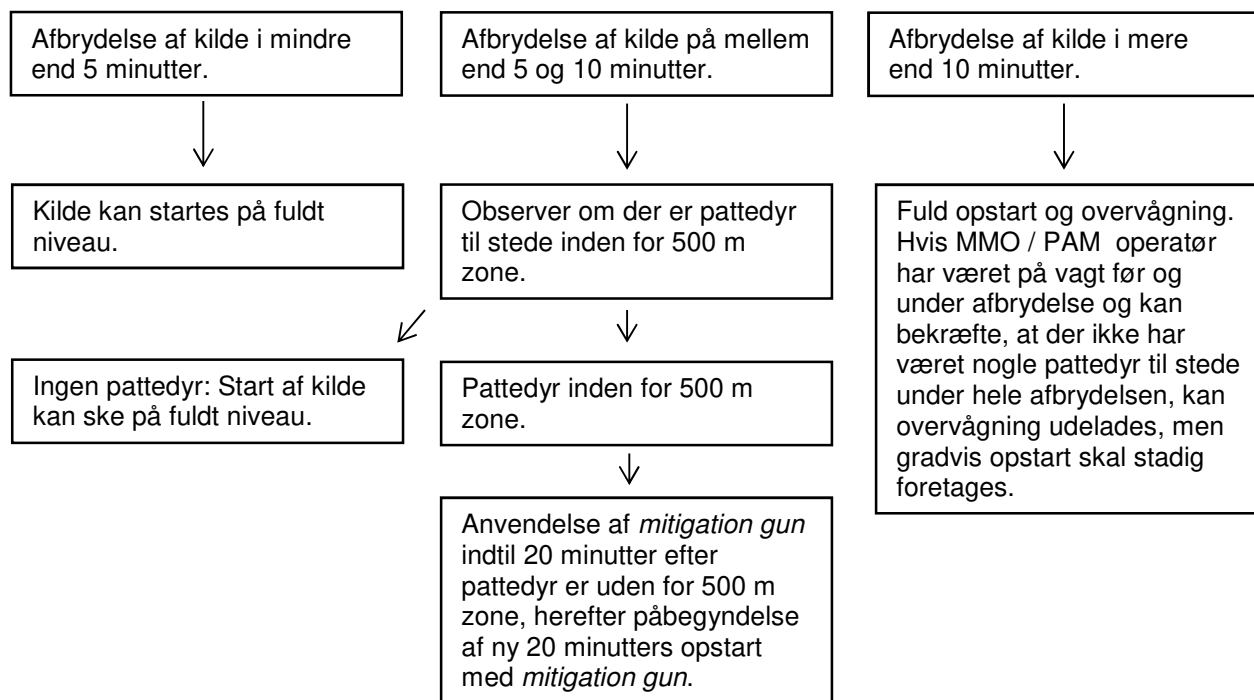 Afbrydelse af kilde i mindre
end 5 minutter.
Afbrydelse af kilde på mellem
end 5 og 10 minutter.
Afbrydelse af kilde i mere
end 10 minutter.
Kilde kan startes på fuldt
niveau.
Observer om der er pattedyr
til stede inden for 500 m
zone.
Fuld opstart og overvågning.
Hvis MMO / PAM operatør
har været på vagt før og
under afbrydelse og kan
bekræfte, at der ikke har
været nogle pattedyr til stede
under hele afbrydelsen, kan
overvågning udelades, men
gradvis opstart skal stadig
foretages.
Ingen pattedyr: Start af kilde
kan ske på fuldt niveau.
Pattedyr inden for 500 m
zone.
Anvendelse af mitigation gun
indtil 20 minutter efter
pattedyr er uden for 500 m
zone, herefter påbegyndelse
af ny 20 minutters opstart
med mitigation gun.